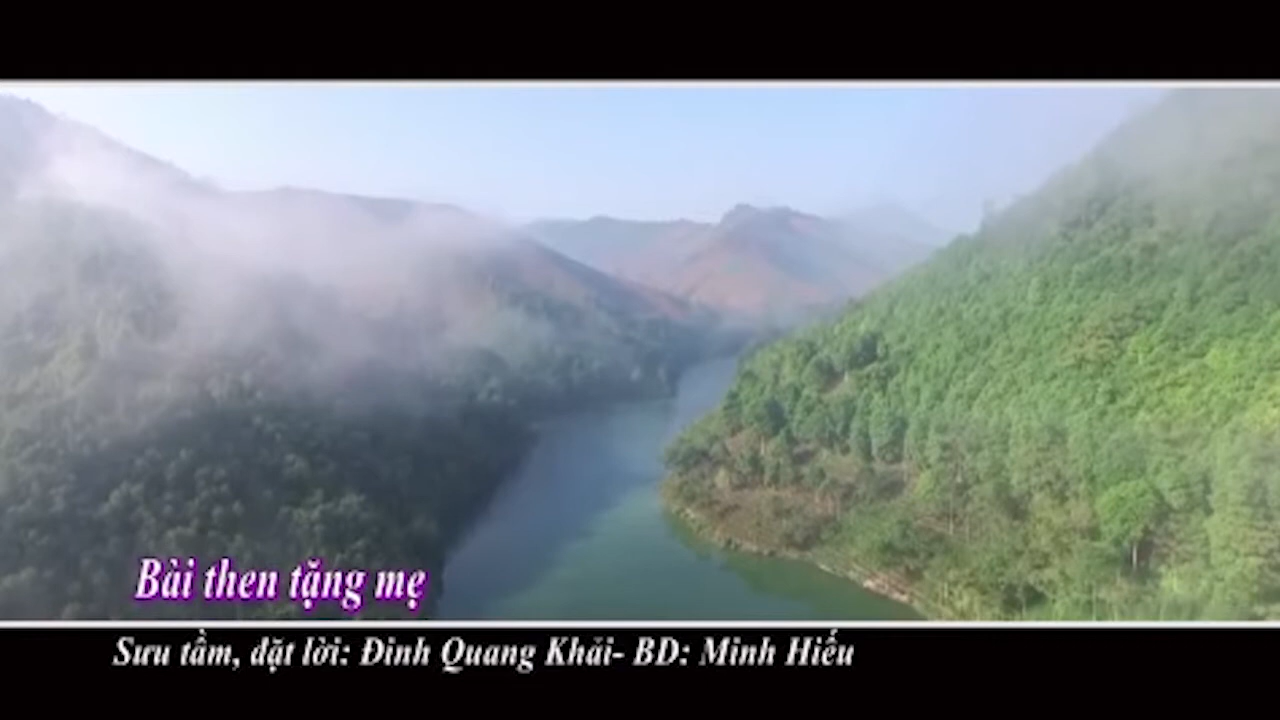 Bài then tặng mẹ
Sưu tầm, đặt lời: Đinh Quang Khải- BD: Minh Hiếu